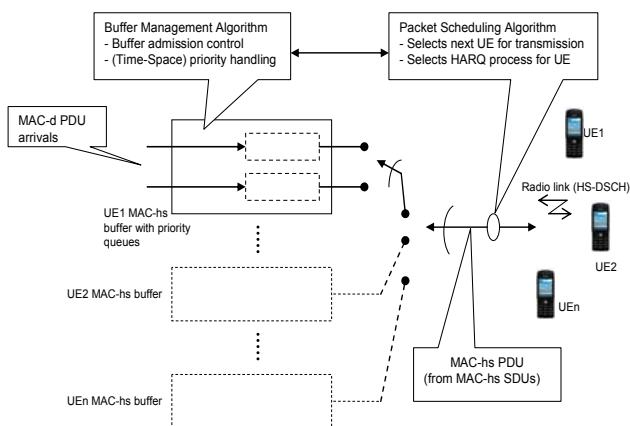 Buffer Management Algorithm
- Buffer admission control
- (Time-Space) priority handling
Packet Scheduling Algorithm
- Selects next UE for transmission
- Selects HARQ process for UE
MAC-d PDU
arrivals
UE1
UE1 MAC-hs
buffer with priority
queues
Radio link (HS-DSCH)
UE2
UE2 MAC-hs buffer
UEn
MAC-hs PDU
(from MAC-hs SDUs)
UEn MAC-hs buffer